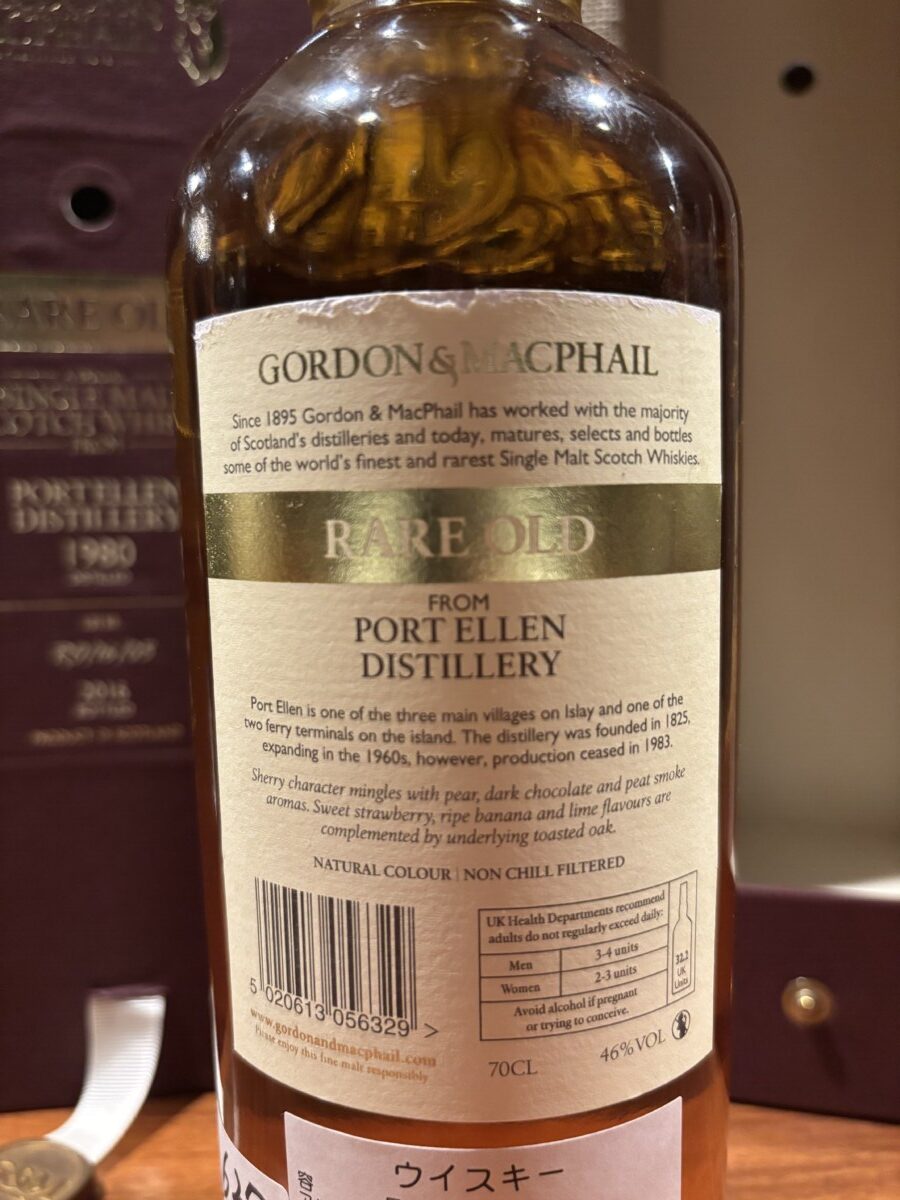 MACPHAIL
RARE OL
SINGLE MAL
SCOTCH WHI
FROM
PORT ELLEN
DISTILLERY
1980
DISTILLED
GORDON & MACPHAIL
Since 1895 Gordon & MacPhail has worked with the majority
of Scotland's distilleries and today, matures, selects and bottles
some of the world's finest and rarest Single Malt Scotch Whiskies.
RARE OLD
FROM
PORT ELLEN
DISTILLERY
Port Ellen is one of the three main villages on Islay and one of the
two ferry terminals on the island. The distillery was founded in 1825,
expanding in the 1960s, however, production ceased in 1983.
Sherry character mingles with pear, dark chocolate and peat smoke
aromas. Sweet strawberry, ripe banana and lime flavours are
complemented by underlying toasted oak.
NATURAL COLOUR | NON CHILL FILTERED
5 020613 056329 >
www.gordonandmacphail.com
Please enjoy this fine malt responsibly
UK Health Departments recommend
adults do not regularly exceed daily:
Men 3-4 units
Women 2-3 units
Avoid alcohol if pregnant
or trying to conceive.
32.2
UK
Units
70CL 46%VOL
ウイスキー